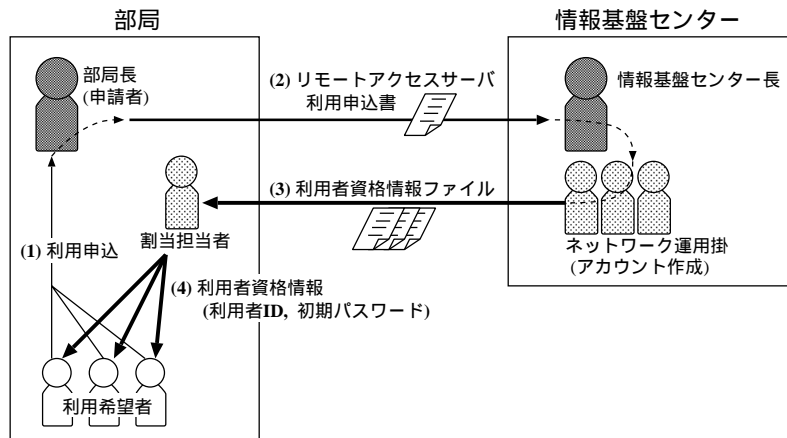 部局
情報基盤センター
部局長
(申請者)
(2) リモートアクセスサーバ
利用申込書
情報基盤センター長
(3) 利用者資格情報ファイル
割当担当者
ネットワーク運用掛
(アカウント作成)
(1) 利用申込
(4) 利用者資格情報
(利用者ID, 初期パスワード)
利用希望者